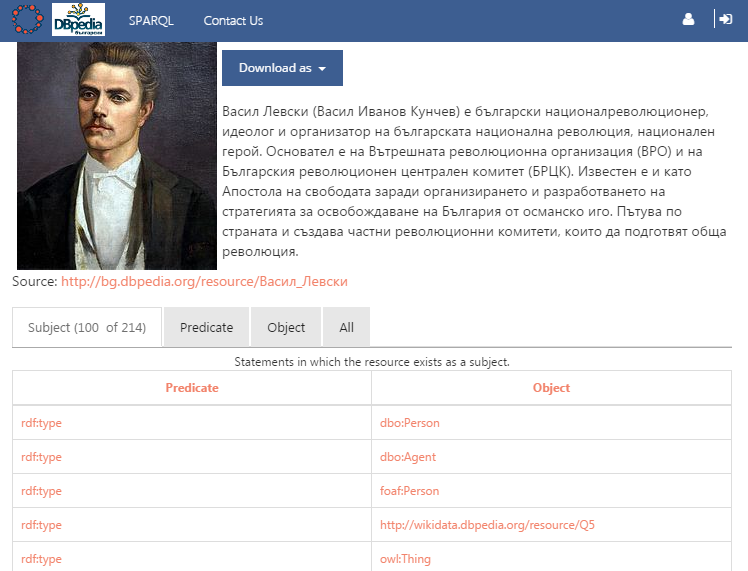 DBpedia
български
SPARQL
Contact Us
Download as
Васил Левски (Васил Иванов Кунчев) е български националреволюционер,
идеолог и организатор на българската национална революция, национален
герой. Основател е на Вътрешната революционна организация (ВРО) и на
Българския революционен централен комитет (БРЦК). Известен е и като
Апостола на свободата заради организирането и разработването на
стратегията за освобождаване на България от османско иго. Пътува по
страната и създава частни революционни комитети, които да подготвят обща
революция.
Source: http://bg.dbpedia.org/resource/Васил_Левски
Subject (100 of 214)
Predicate
Object
All
Statements in which the resource exists as a subject.
Predicate Object
rdf:type dbo:Person
rdf:type dbo:Agent
rdf:type foaf:Person
rdf:type http://wikidata.dbpedia.org/resource/Q5
rdf:type owl:Thing